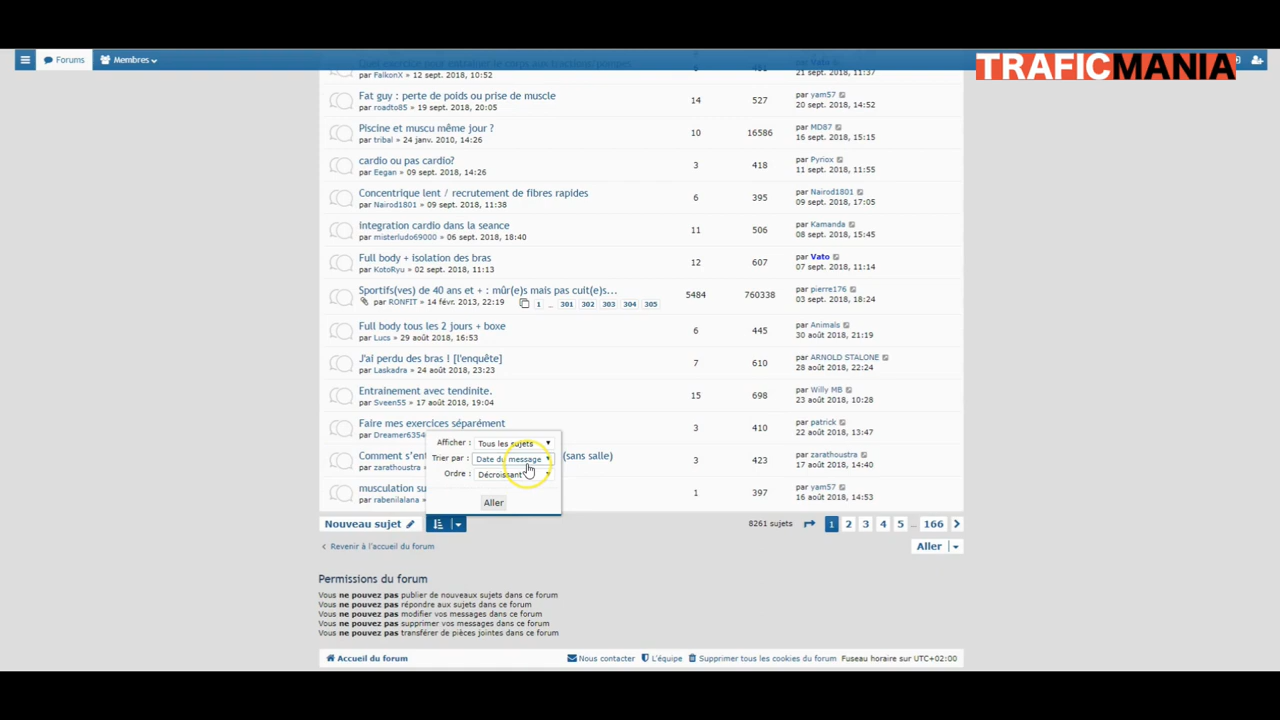 Forums
Membres
TRAFICMANIA
Quel exercice pour entrainer le corps aux tractions/pompes
par FalkonX » 12 sept. 2018, 10:52
21 sept. 2018, 11:37
Fat guy : perte de poids ou prise de muscle
par roadto85 » 19 sept. 2018, 20:05
14
527
par yam57
20 sept. 2018, 14:52
Piscine et muscu même jour ?
par tribal » 24 janv. 2010, 14:26
10
16586
par MD87
16 sept. 2018, 15:15
cardio ou pas cardio?
par Eegan » 09 sept. 2018, 14:26
3
418
par Pyriox
11 sept. 2018, 11:55
Concentrique lent / recrutement de fibres rapides
par Nairod1801 » 09 sept. 2018, 11:38
6
395
par Nairod1801
09 sept. 2018, 17:05
integration cardio dans la seance
par misterludo69000 » 06 sept. 2018, 18:40
11
506
par Kamanda
08 sept. 2018, 15:45
Full body + isolation des bras
par KotoRyu » 02 sept. 2018, 11:13
12
607
par Vato
07 sept. 2018, 11:14
Sportifs(ves) de 40 ans et + : mûr(e)s mais pas cuit(e)s...
par RONFIT » 14 févr. 2013, 22:19
1 … 301 302 303 304 305
5484
760338
par pierre176
03 sept. 2018, 18:24
Full body tous les 2 jours + boxe
par Lucs » 29 août 2018, 16:53
6
445
par Animals
30 août 2018, 21:19
J'ai perdu des bras ! [l'enquête]
par Laskadra » 24 août 2018, 23:23
7
610
par ARNOLD STALONE
28 août 2018, 22:24
Entrainement avec tendinite.
par Sveen55 » 17 août 2018, 19:04
15
698
par Willy MB
23 août 2018, 10:28
Faire mes exercices séparément
par Dreamer6354
3
410
par patrick
22 août 2018, 13:47
Comment s'ent (sans salle)
par zarathoustra
3
423
par zarathoustra
17 août 2018, 14:40
musculation su
par rabenilalana
1
397
par yam57
16 août 2018, 14:53
Afficher : Tous les sujets
Trier par : Date du message
Ordre : Décroissant
Aller
Nouveau sujet
8261 sujets
1 2 3 4 5 … 166
Revenir à l'accueil du forum
Aller
Permissions du forum
Vous ne pouvez pas publier de nouveaux sujets dans ce forum
Vous ne pouvez pas répondre aux sujets dans ce forum
Vous ne pouvez pas modifier vos messages dans ce forum
Vous ne pouvez pas supprimer vos messages dans ce forum
Vous ne pouvez pas transférer de pièces jointes dans ce forum
Accueil du forum
Nous contacter
L'équipe
Supprimer tous les cookies du forum
Fuseau horaire sur UTC+02:00